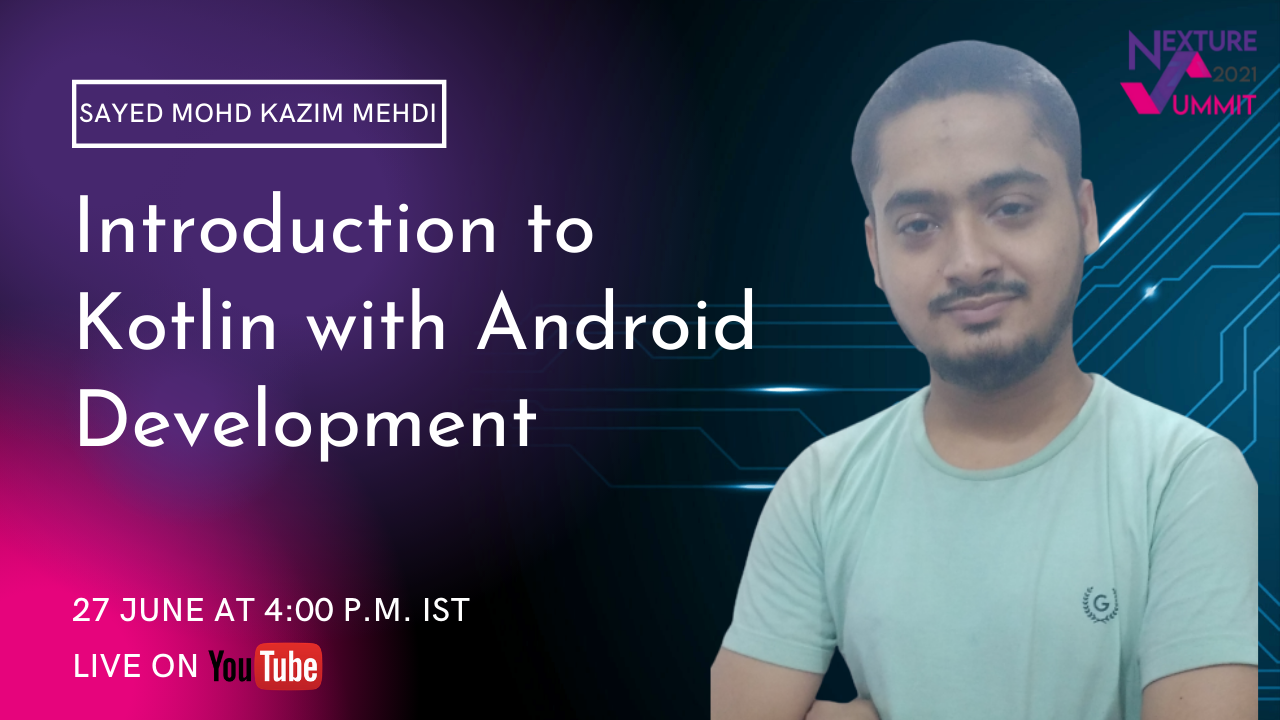 NEXTURE
2021
SUMMIT
SAYED MOHD KAZIM MEHDI
Introduction to
Kotlin with Android
Development
G
27 JUNE AT 4:00 P.M. IST
LIVE ON YouTube